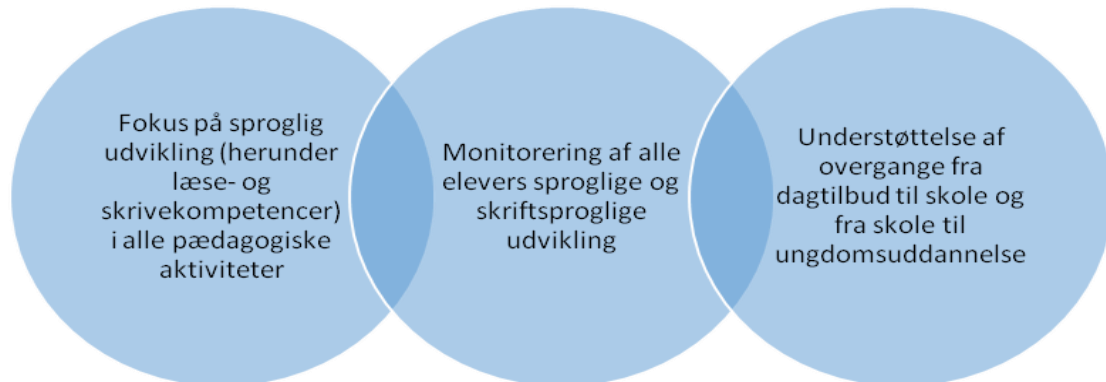 Fokus på sproglig
udvikling (herunder
læse- og
skrivekompetencer)
i alle pædagogiske
aktiviteter
Monitorering af alle
elevers sproglige og
skriftsproglige
udvikling
Understøttelse af
overgange fra
dagtilbud til skole og
fra skole til
ungdomsuddannelse